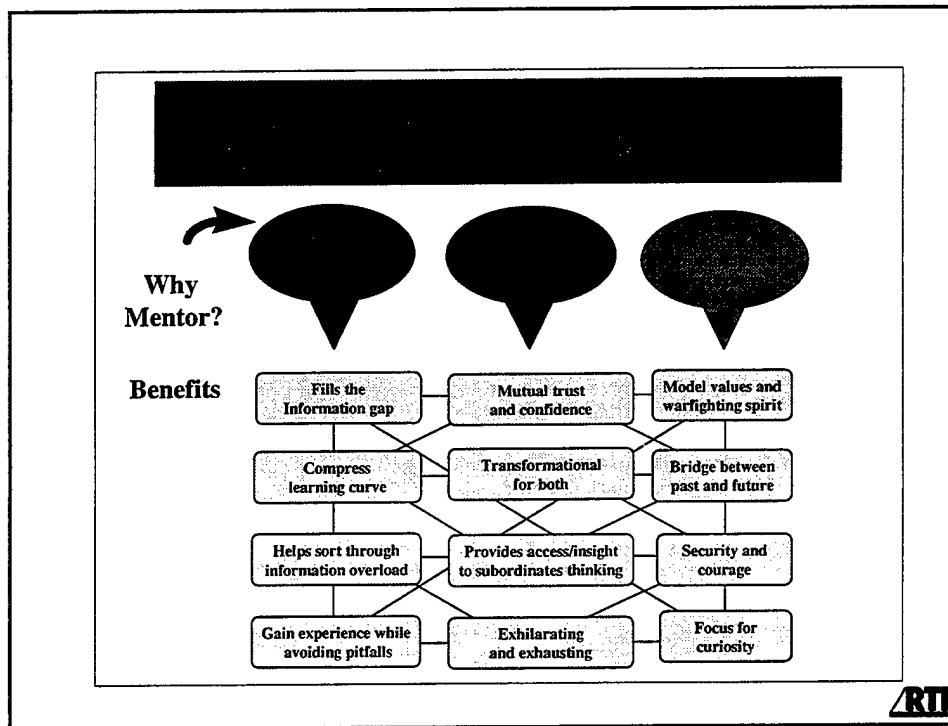 Why
Mentor?
Benefits
Fills the
Information gap
Mutual trust
and confidence
Model values and
warfighting spirit
Compress
learning curve
Transformational
for both
Bridge between
past and future
Helps sort through
information overload
Provides access/insight
to subordinates thinking
Security and
courage
Gain experience while
avoiding pitfalls
Exhilarating
and exhausting
Focus for
curiosity